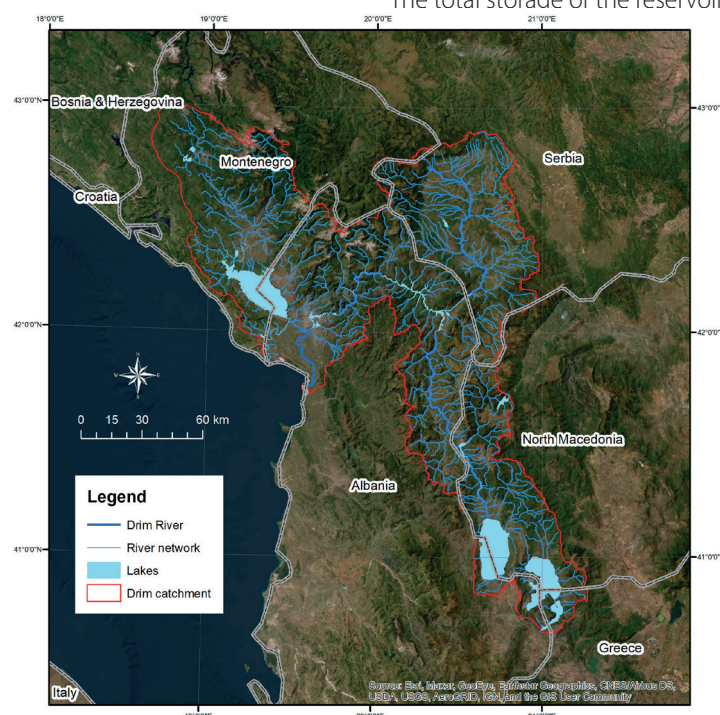 The total storage of the reservoir
18°0'0"E
19°0'0"E
20°0'0"E
21°0'0"E
43°0'0"N
43°0'0"N
Bosnia & Herzegovina
Montenegro
Serbia
Croatia
42°0'0"N
42°0'0"N
0 15 30 60 km
North Macedonia
Albania
Legend
Drim River
River network
Lakes
Drim catchment
41°0'0"N
41°0'0"N
Greece
Italy
Source: Esri, Maxar, GeoEye, Earthstar Geographics, CNES/Airbus DS,
USDA, USGS, AeroGRID, IGN, and the GIS User Community